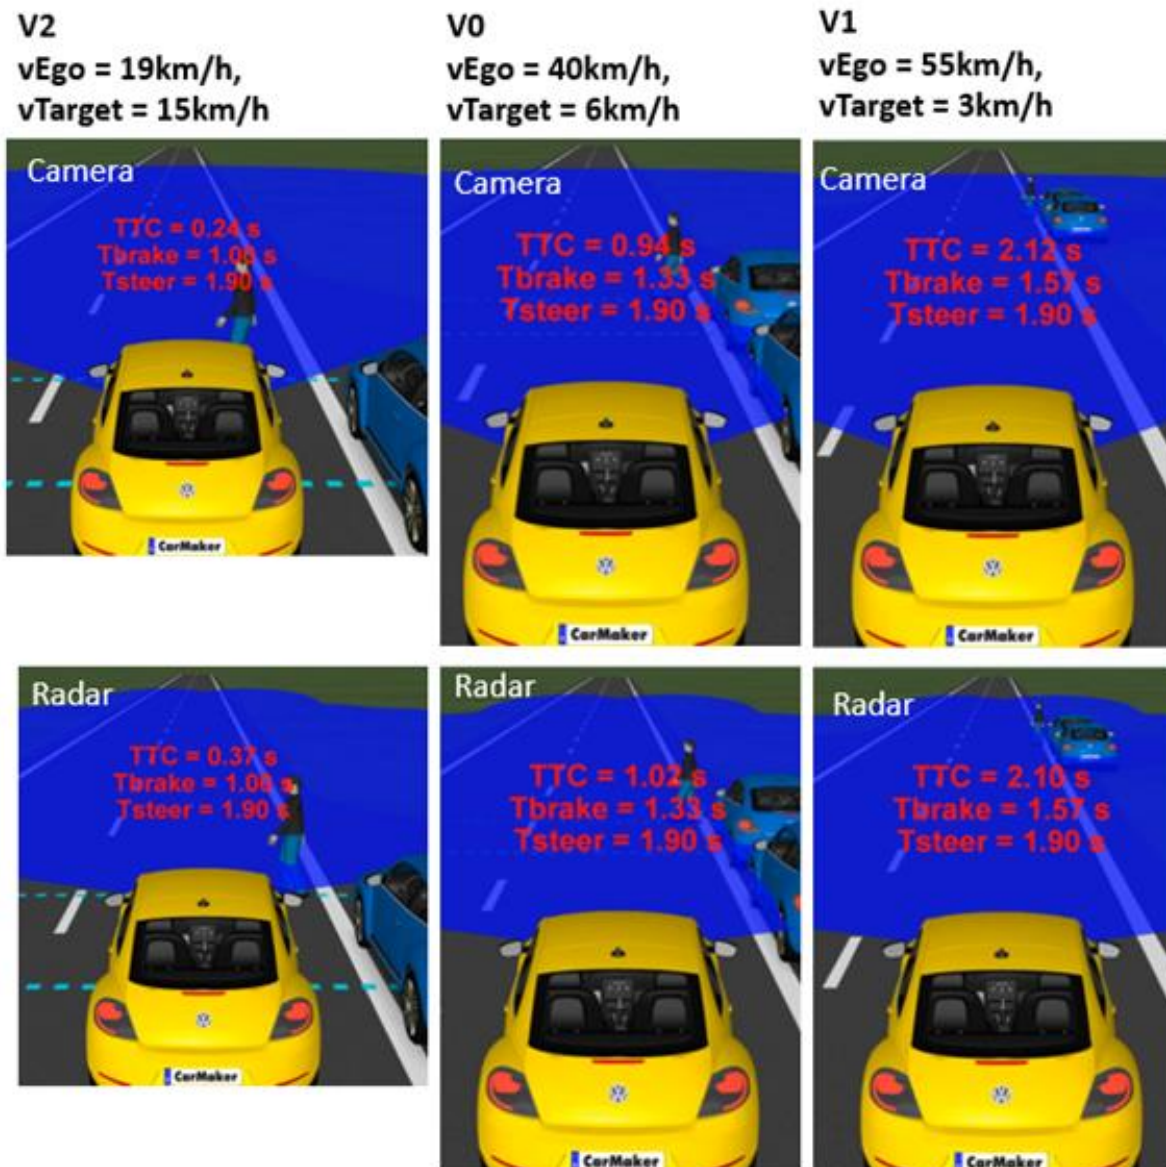 V2
vEgo = 19km/h,
vTarget = 15km/h
V0
vEgo = 40km/h,
vTarget = 6km/h
V1
vEgo = 55km/h,
vTarget = 3km/h
Camera
TTC = 0.24 s
Tbrake = 1.06 s
Tsteer = 1.90 s
CarMaker
Camera
TTC = 0.94 s
Tbrake = 1.33 s
Tsteer = 1.90 s
CarMaker
Camera
TTC = 2.12 s
Tbrake = 1.57 s
Tsteer = 1.90 s
CarMaker
Radar
TTC = 0.37 s
Tbrake = 1.06 s
Tsteer = 1.90 s
CarMaker
Radar
TTC = 1.02 s
Tbrake = 1.33 s
Tsteer = 1.90 s
CarMaker
Radar
TTC = 2.10 s
Tbrake = 1.57 s
Tsteer = 1.90 s
CarMaker